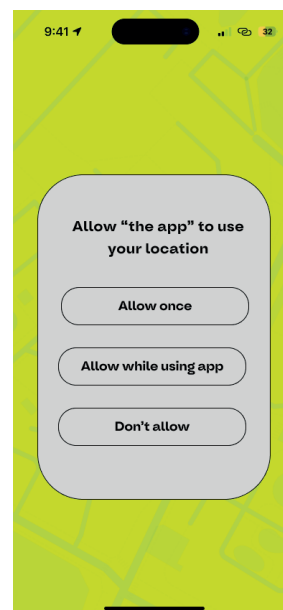 9:41
32
Allow “the app” to use
your location
Allow once
Allow while using app
Don’t allow